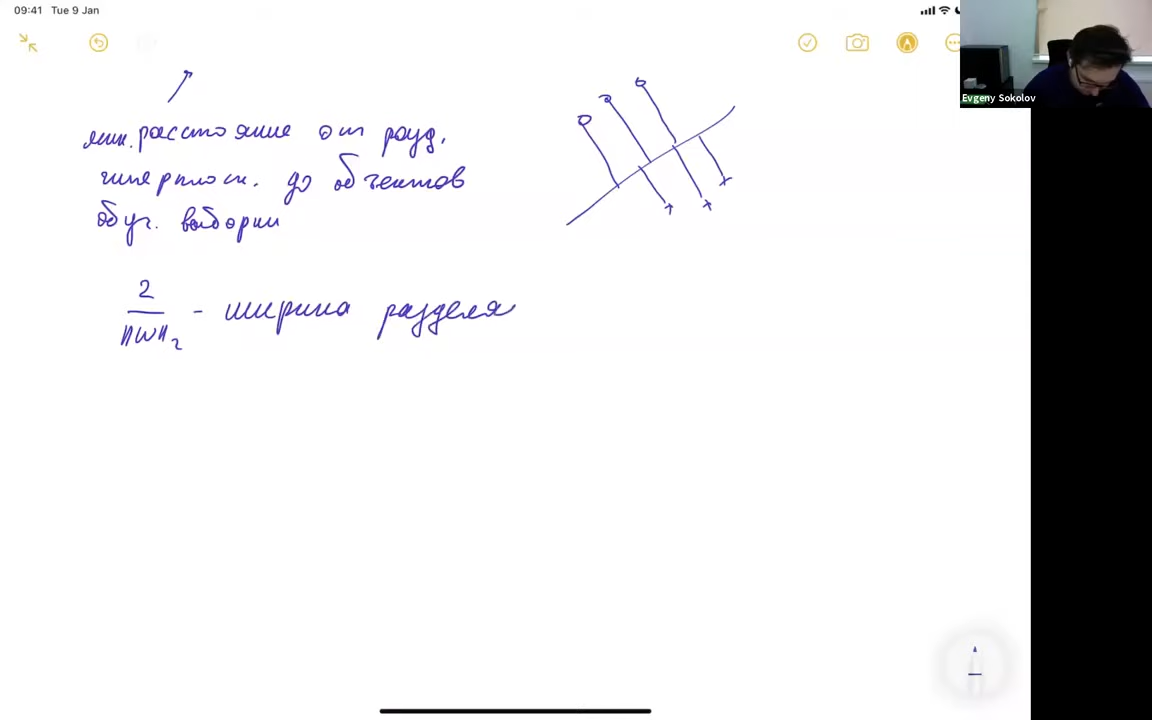 09:41 Tue 9 Jan
Evgeny Sokolov
мин. расстояние от разд.
гиперплоск. до объектов
обуч. выборки
2
‖w‖₂ - ширина разделя